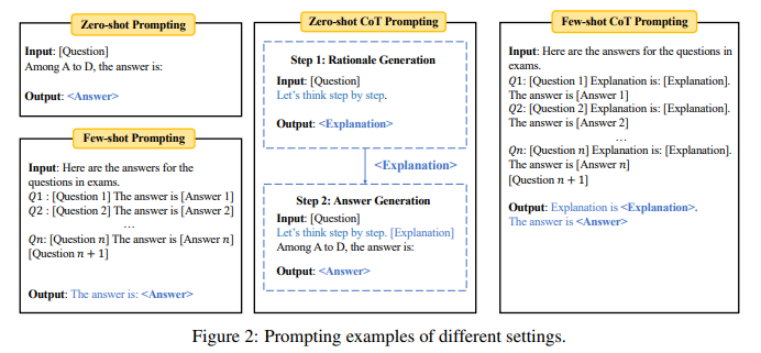 Zero-shot Prompting
Input: [Question]
Among A to D, the answer is:
Output: <Answer>
Few-shot Prompting
Input: Here are the answers for the
questions in exams.
Q1 : [Question 1] The answer is [Answer 1]
Q2 : [Question 2] The answer is [Answer 2]
...
Qn: [Question n] The answer is [Answer n]
[Question n + 1]
Output: The answer is: <Answer>
Zero-shot CoT Prompting
Step 1: Rationale Generation
Input: [Question]
Let's think step by step.
Output: <Explanation>
<Explanation>
Step 2: Answer Generation
Input: [Question]
Let's think step by step. [Explanation]
Among A to D, the answer is:
Output: <Answer>
Few-shot CoT Prompting
Input: Here are the answers for the questions in
exams.
Q1: [Question 1] Explanation is: [Explanation].
The answer is [Answer 1]
Q2: [Question 2] Explanation is: [Explanation].
The answer is [Answer 2]
...
Qn: [Question n] Explanation is: [Explanation].
The answer is [Answer n]
[Question n + 1]
Output: Explanation is <Explanation>.
The answer is <Answer>
Figure 2: Prompting examples of different settings.